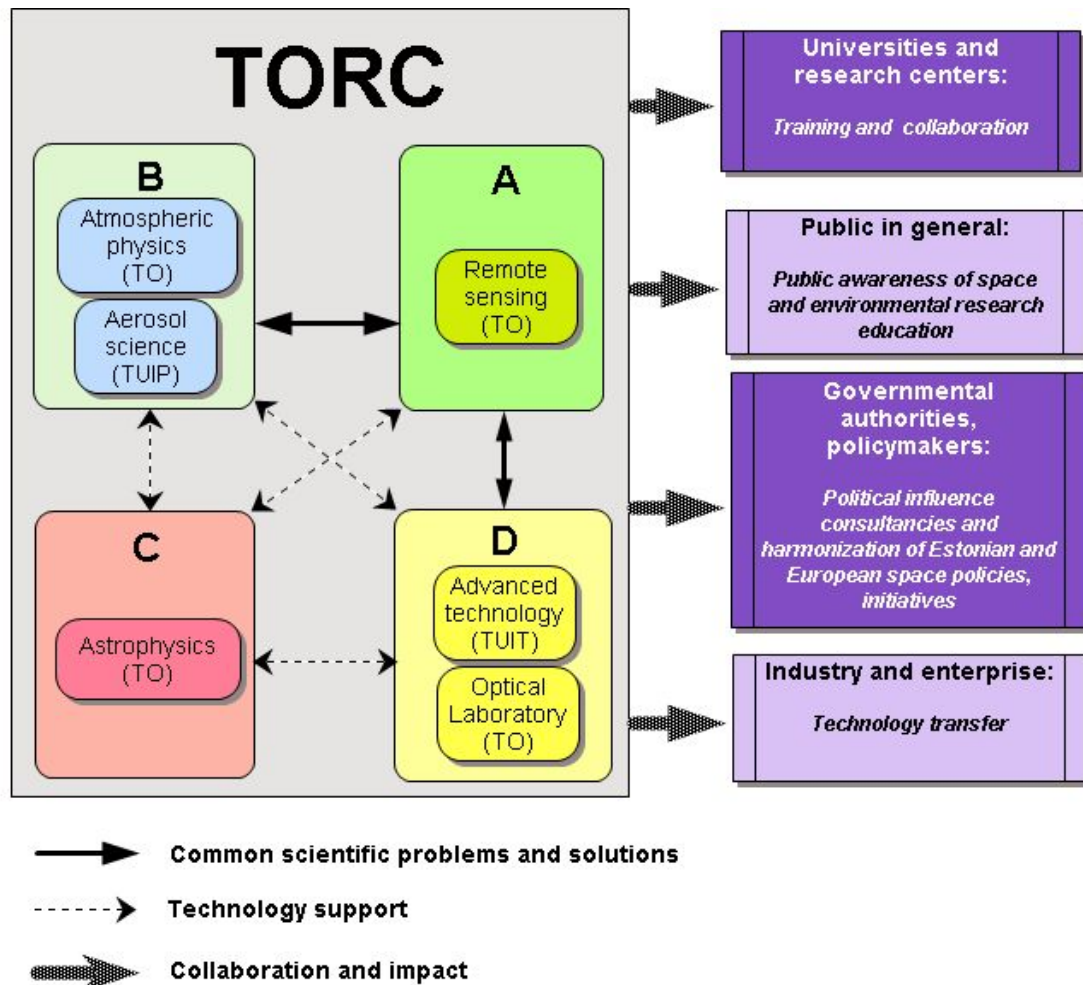 TORC
B
Atmospheric
physics
(TO)
Aerosol
science
(TUIP)
A
Remote
sensing
(TO)
C
Astrophysics
(TO)
D
Advanced
technology
(TUIT)
Optical
Laboratory
(TO)
Universities and
research centers:
Training and collaboration
Public in general:
Public awareness of space
and environmental research
education
Governmental
authorities,
policymakers:
Political influence
consultancies and
harmonization of Estonian and
European space policies,
initiatives
Industry and enterprise:
Technology transfer
Common scientific problems and solutions
Technology support
Collaboration and impact